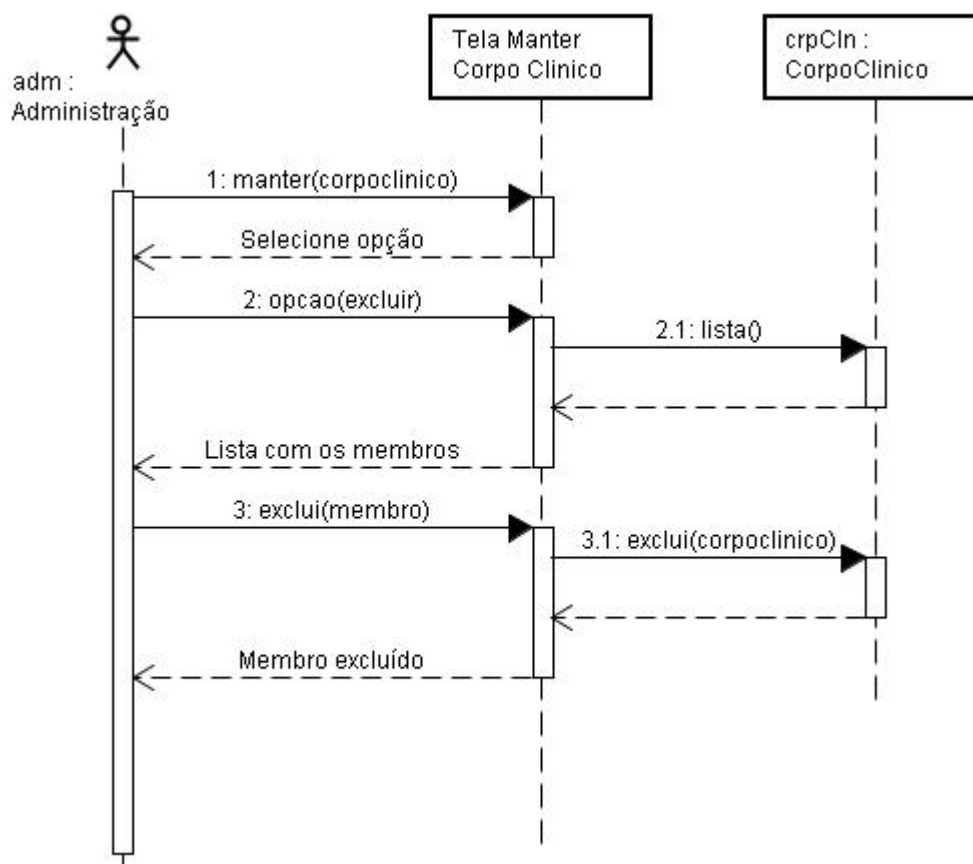 Tela Manter
Corpo Clinico
crpCln :
CorpoClinico
adm :
Administração
1: manter(corpoclinico)
Selecione opção
2: opcao(excluir)
2.1: lista()
Lista com os membros
3: exclui(membro)
3.1: exclui(corpoclinico)
Membro excluído